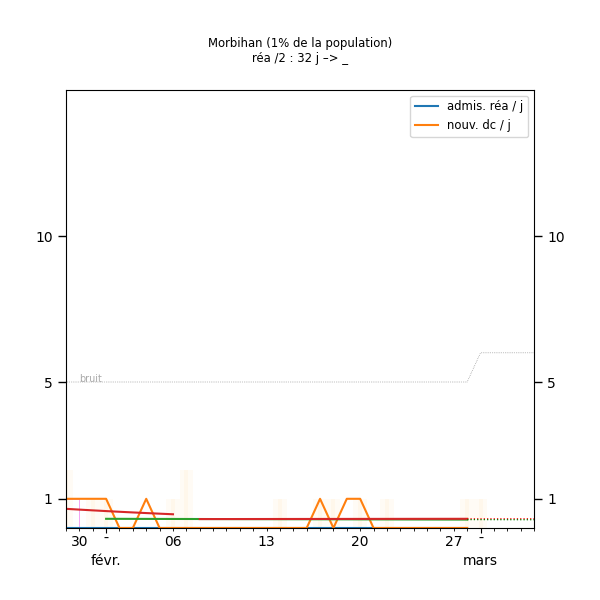 Morbihan (1% de la population)
réa /2 : 32 j –> _
admis. réa / j
nouv. dc / j
10 10
5 5
bruit
1 1
30 - 06 13 20 27 -
févr. mars